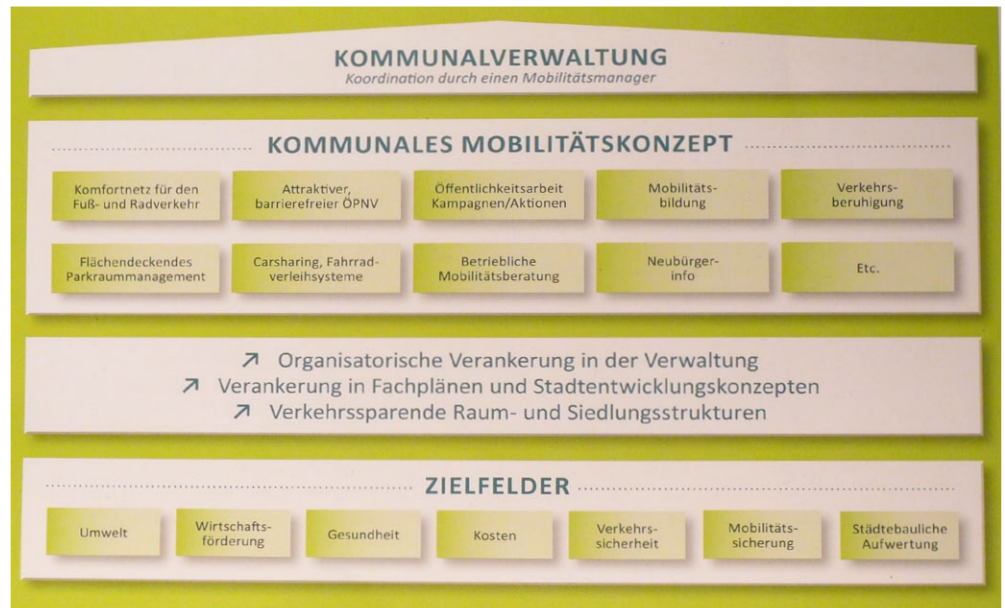 KOMMUNALVERWALTUNG
Koordination durch einen Mobilitätsmanager
KOMMUNALES MOBILITÄTSKONZEPT
Komfortnetz für den
Fuß- und Radverkehr
Attraktiver,
barrierefreier ÖPNV
Öffentlichkeitsarbeit
Kampagnen/Aktionen
Mobilitäts-
bildung
Verkehrs-
beruhigung
Flächendeckendes
Parkraummanagement
Carsharing, Fahrrad-
verleihsysteme
Betriebliche
Mobilitätsberatung
Neubürger-
info
Etc.
↗ Organisatorische Verankerung in der Verwaltung
↗ Verankerung in Fachplänen und Stadtentwicklungskonzepten
↗ Verkehrssparende Raum- und Siedlungsstrukturen
ZIELFELDER
Umwelt
Wirtschafts-
förderung
Gesundheit
Kosten
Verkehrs-
sicherheit
Mobilitäts-
sicherung
Städtebauliche
Aufwertung